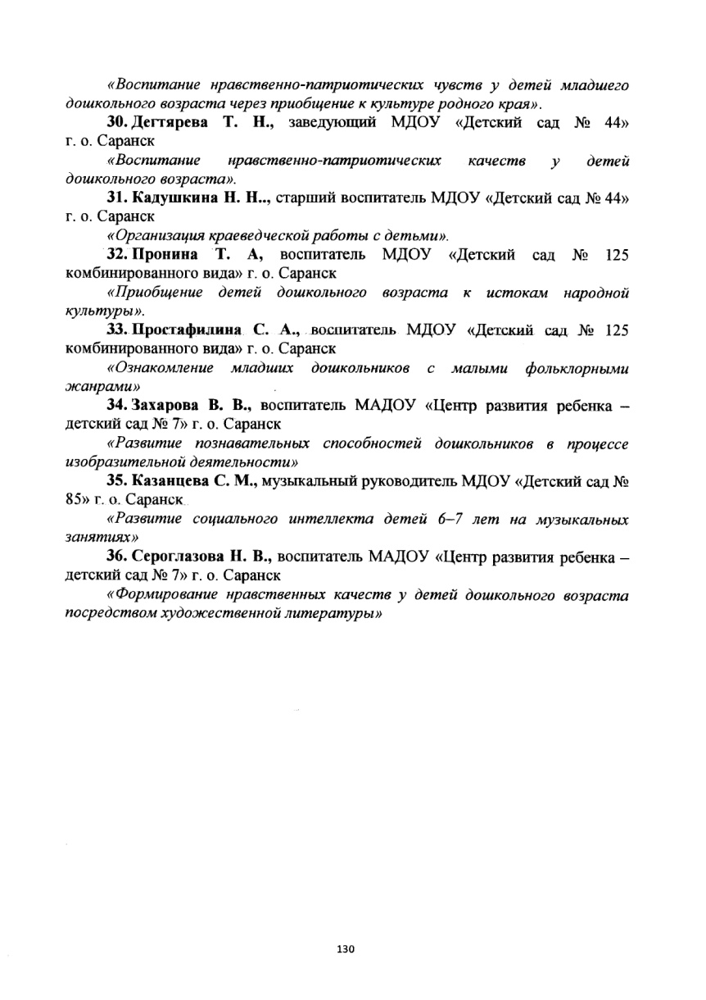 «Воспитание нравственно-патриотических чувств у детей младшего
дошкольного возраста через приобщение к культуре родного края».
30. Дегтярева Т. Н., заведующий МДОУ «Детский сад № 44»
г. о. Саранск
«Воспитание нравственно-патриотических качеств у детей
дошкольного возраста».
31. Кадушкина Н. Н.., старший воспитатель МДОУ «Детский сад № 44»
г. о. Саранск
«Организация краеведческой работы с детьми».
32. Пронина Т. А, воспитатель МДОУ «Детский сад № 125
комбинированного вида» г. о. Саранск
«Приобщение детей дошкольного возраста к истокам народной
культуры».
33. Простафилина С. А., воспитатель МДОУ «Детский сад № 125
комбинированного вида» г. о. Саранск
«Ознакомление младших дошкольников с малыми фольклорными
жанрами»
34. Захарова В. В., воспитатель МАДОУ «Центр развития ребенка –
детский сад № 7» г. о. Саранск
«Развитие познавательных способностей дошкольников в процессе
изобразительной деятельности»
35. Казанцева С. М., музыкальный руководитель МДОУ «Детский сад №
85» г. о. Саранск
«Развитие социального интеллекта детей 6–7 лет на музыкальных
занятиях»
36. Сероглазова Н. В., воспитатель МАДОУ «Центр развития ребенка –
детский сад № 7» г. о. Саранск
«Формирование нравственных качеств у детей дошкольного возраста
посредством художественной литературы»
130